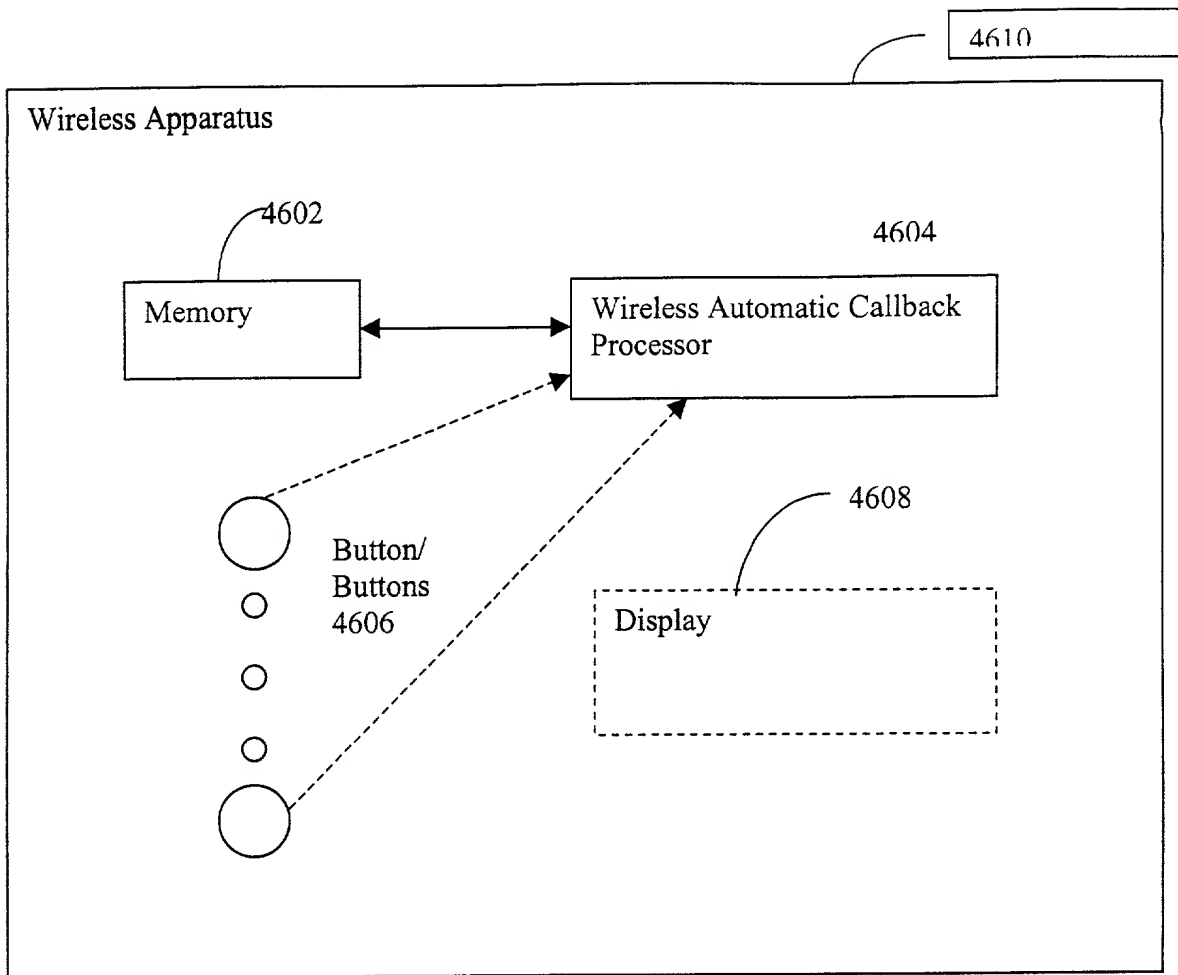 4610
Wireless Apparatus
4602
4604
Memory
Wireless Automatic Callback
Processor
4608
Button/
Buttons
4606
Display